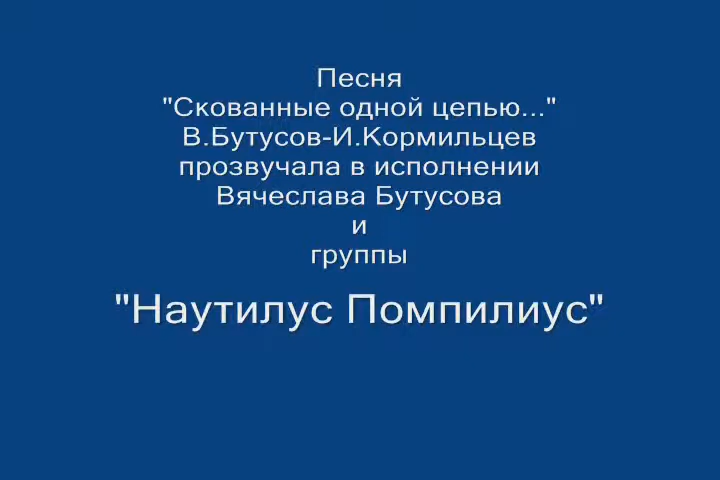 Песня
"Скованные одной цепью..."
В.Бутусов-И.Кормильцев
прозвучала в исполнении
Вячеслава Бутусова
и
группы
"Наутилус Помпилиус"